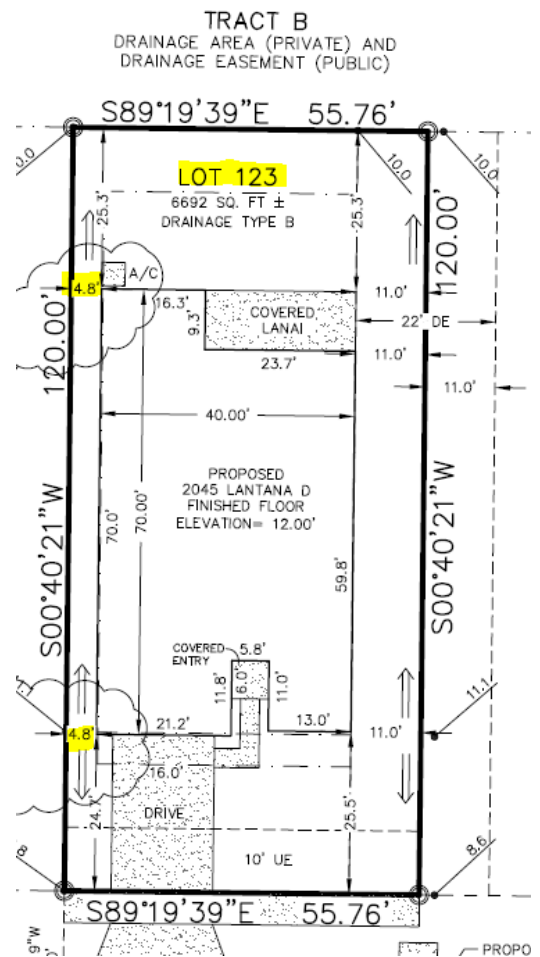 TRACT B
DRAINAGE AREA (PRIVATE) AND
DRAINAGE EASEMENT (PUBLIC)
S89°19'39"E 55.76'
10.0
10.0
LOT 123
6692 SQ. FT ±
DRAINAGE TYPE B
25.3'
25.3'
120.00'
120.00'
A/C
4.8'
16.3'
11.0'
COVERED
LANAI
9.3'
22' DE
23.7'
11.0'
11.0'
40.00'
PROPOSED
2045 LANTANA D
FINISHED FLOOR
ELEVATION= 12.00'
70.0'
70.00'
59.8'
S00°40'21"W
S00°40'21"W
COVERED
ENTRY
5.8'
11.8'
6.0'
11.0'
11.1
4.8'
21.2'
13.0'
11.0'
16.0'
24.7'
DRIVE
25.5'
10' UE
8.6
S89°19'39"E 55.76'
PROPO